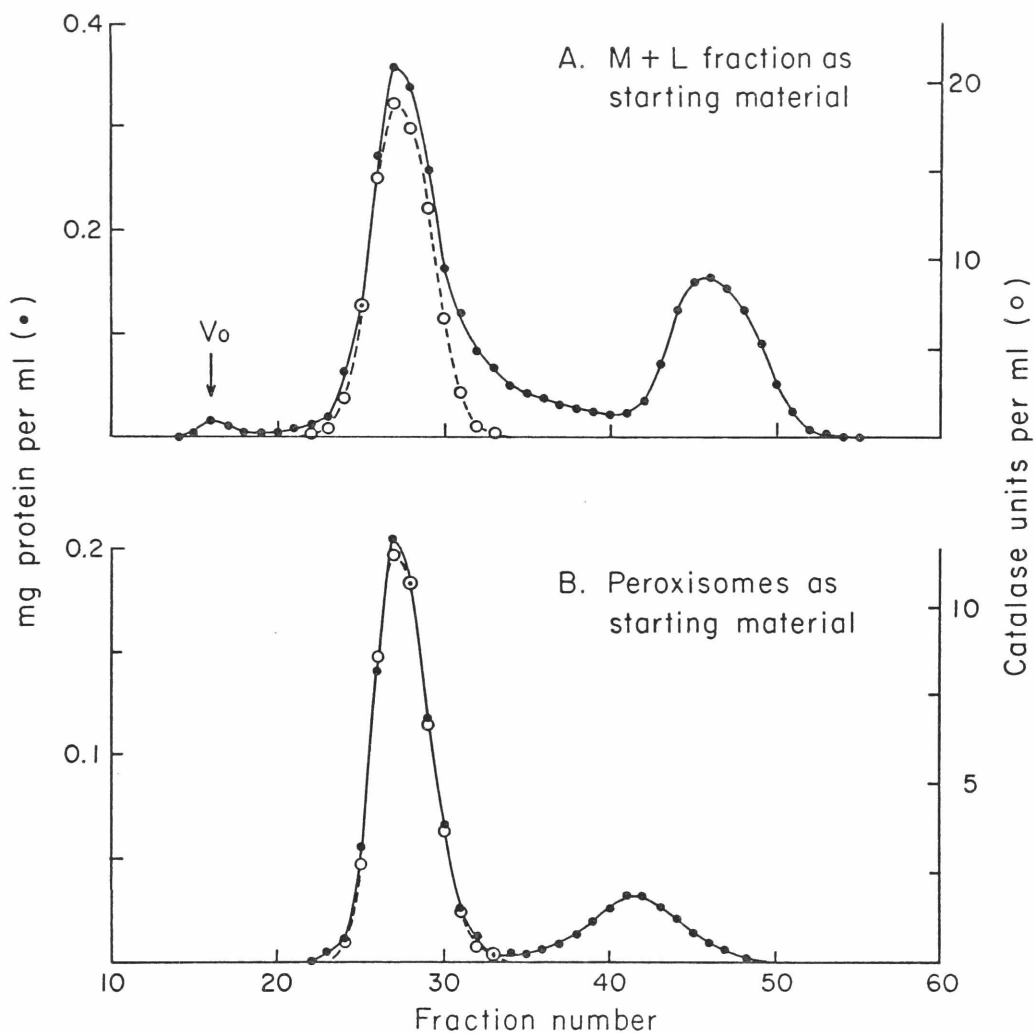 0.4
0.2
A. M + L fraction as
starting material
20
10
Vo
mg protein per ml (•)
Catalase units per ml (o)
0.2
0.1
B. Peroxisomes as
starting material
10
5
10 20 30 40 50 60
Fraction number